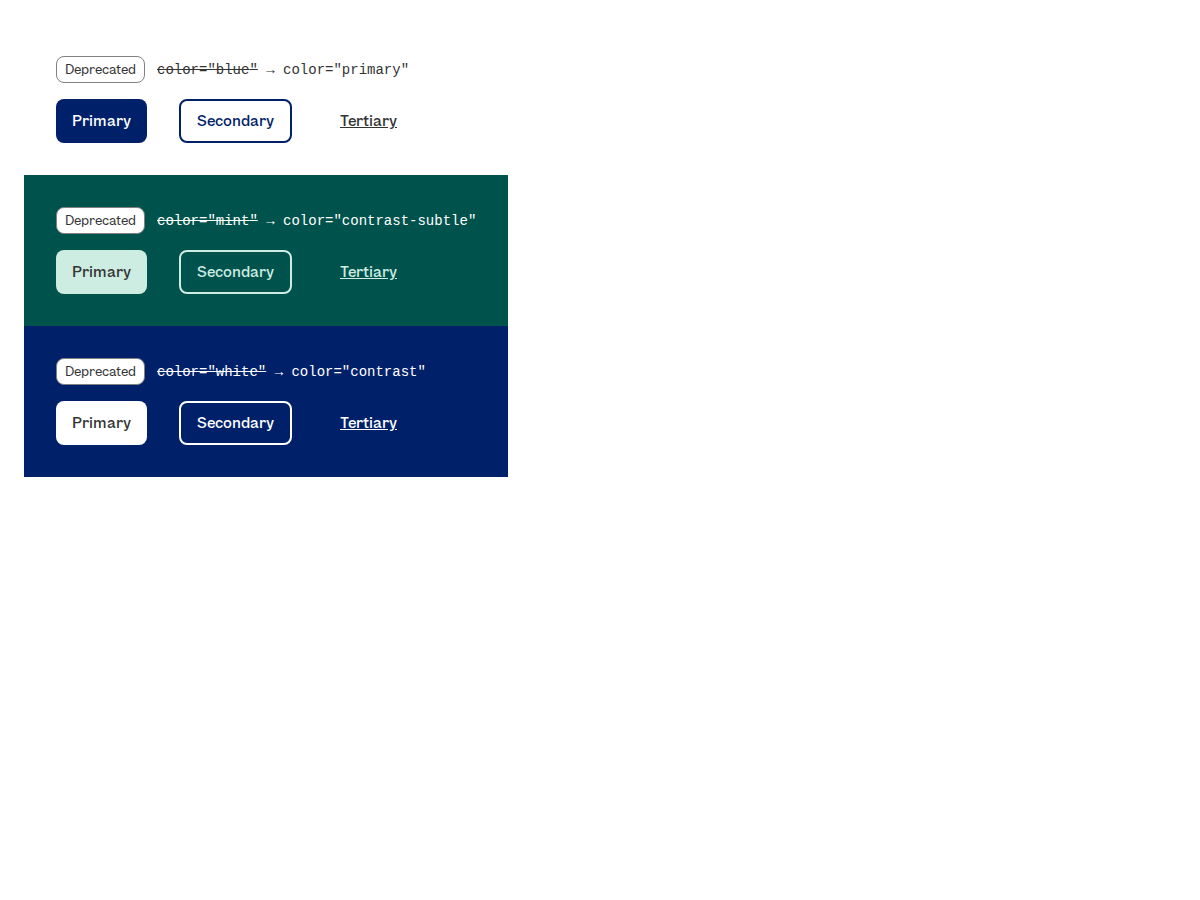 Deprecated color="blue" → color="primary"
Primary Secondary Tertiary
Deprecated color="mint" → color="contrast-subtle"
Primary Secondary Tertiary
Deprecated color="white" → color="contrast"
Primary Secondary Tertiary